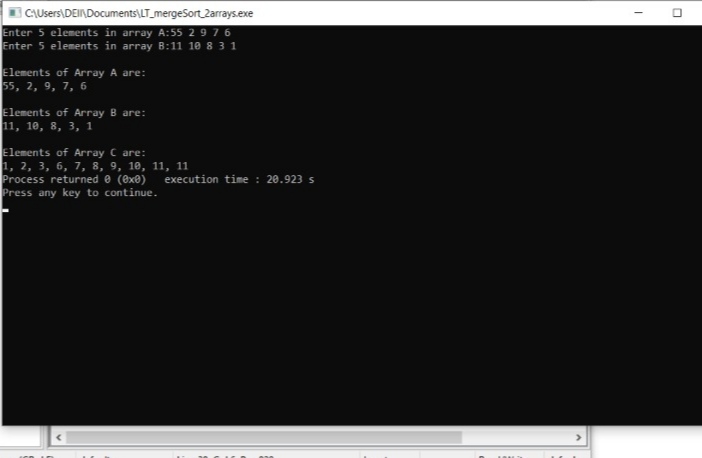 C:\Users\DEll\Documents\LT_mergeSort_2arrays.exe
Enter 5 elements in array A:55 2 9 7 6
Enter 5 elements in array B:11 10 8 3 1
Elements of Array A are:
55, 2, 9, 7, 6
Elements of Array B are:
11, 10, 8, 3, 1
Elements of Array C are:
1, 2, 3, 6, 7, 8, 9, 10, 11, 11
Process returned 0 (0x0)   execution time : 20.923 s
Press any key to continue.